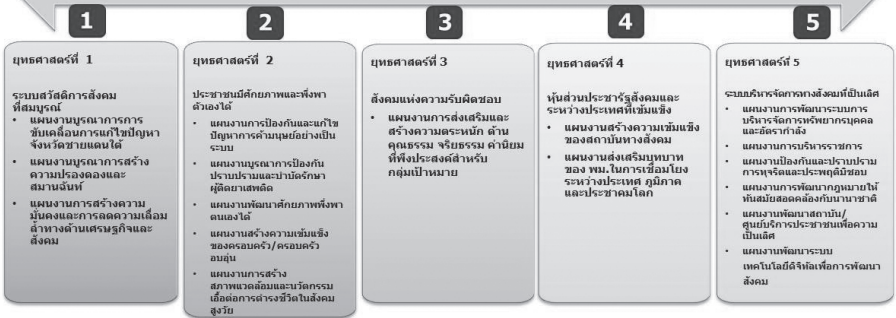 1
2
3
4
5
ยุทธศาสตร์ที่ 1
ระบบสวัสดิการสังคม
ที่สมบูรณ์
• แผนงานบูรณาการการ
ขับเคลื่อนการแก้ไขปัญหา
จังหวัดชายแดนใต้
• แผนงานบูรณาการสร้าง
ความปรองดองและ
สมานฉันท์
• แผนงานการสร้างความ
มั่นคงและการลดความเลื่อม
ล้ำทางด้านเศรษฐกิจและ
สังคม
ยุทธศาสตร์ที่ 2
ประชาชนมีศักยภาพและพึ่งพา
ตัวเองได้
• แผนงานการป้องกันและแก้ไข
ปัญหาการค้ามนุษย์อย่างเป็น
ระบบ
• แผนงานบูรณาการป้องกัน
ปราบปรามและบำบัดรักษา
ผู้ติดยาเสพติด
• แผนงานพัฒนาศักยภาพพึ่งพา
ตนเองได้
• แผนงานสร้างความเข้มแข็ง
ของครอบครัว/ครอบครัว
อบอุ่น
• แผนงานการสร้าง
สภาพแวดล้อมและนวัตกรรม
เอื้อต่อการดำรงชีวิตในสังคม
สูงวัย
ยุทธศาสตร์ที่ 3
สังคมแห่งความรับผิดชอบ
• แผนงานการส่งเสริมและ
สร้างความตระหนัก ด้าน
คุณธรรม จริยธรรม ค่านิยม
ที่พึงประสงค์สำหรับ
กลุ่มเป้าหมาย
ยุทธศาสตร์ที่ 4
หุ้นส่วนประชารัฐสังคมและ
ระหว่างประเทศที่เข้มแข็ง
• แผนงานสร้างความเข้มแข็ง
ของสถาบันทางสังคม
• แผนงานส่งเสริมบทบาท
ของ พม.ในการเชื่อมโยง
ระหว่างประเทศ ภูมิภาค
และประชาคมโลก
ยุทธศาสตร์ที่ 5
ระบบบริหารจัดการทางสังคมที่เป็นเลิศ
• แผนงานการพัฒนาระบบการ
บริหารจัดการทรัพยากรบุคคล
และอัตรากำลัง
• แผนงานการบริหารราชการ
• แผนงานป้องกันและปราบปราม
การทุจริตและประพฤติมิชอบ
• แผนงานการพัฒนากฎหมายให้
ทันสมัยสอดคล้องกับนานาชาติ
• แผนงานพัฒนาสถาบัน/
ศูนย์บริการประชาชนเพื่อความ
เป็นเลิศ
• แผนงานพัฒนาระบบ
เทคโนโลยีดิจิทัลเพื่อการพัฒนา
สังคม